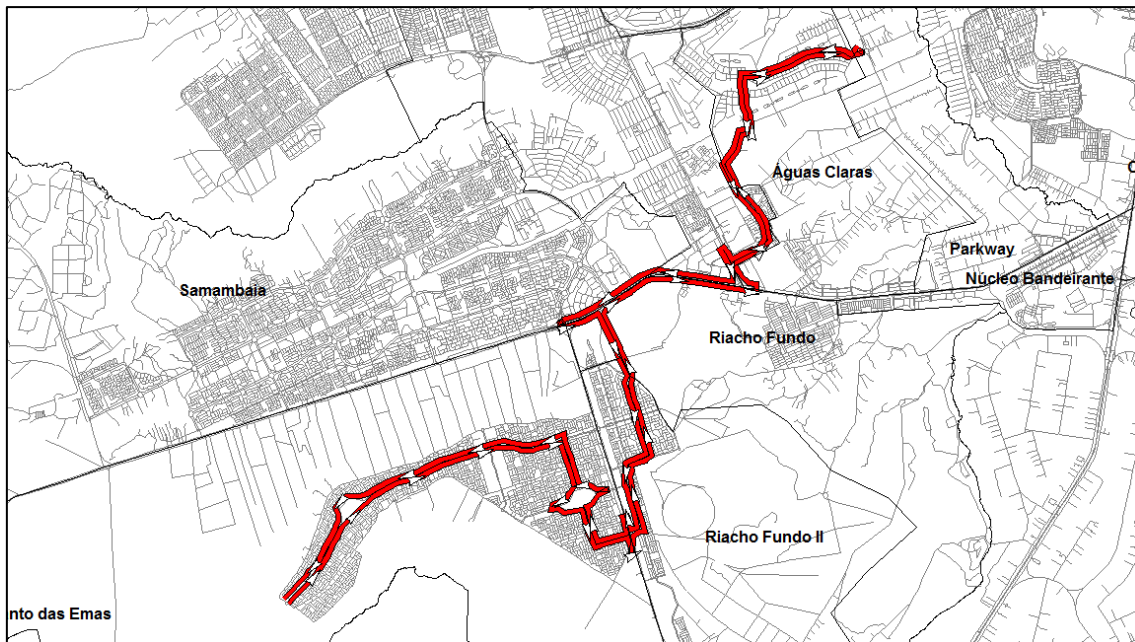 Águas Claras
Parkway
Núcleo Bandeirante
Samambaia
Riacho Fundo
Riacho Fundo II
nto das Emas